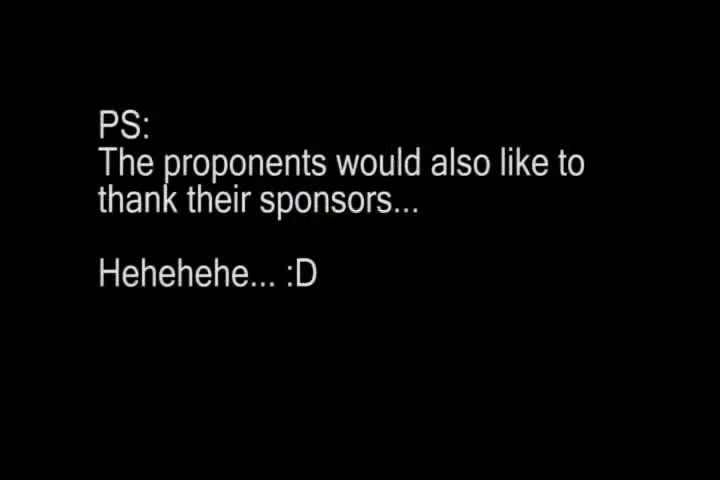 PS:
The proponents would also like to
thank their sponsors...
Hehehehe... :D